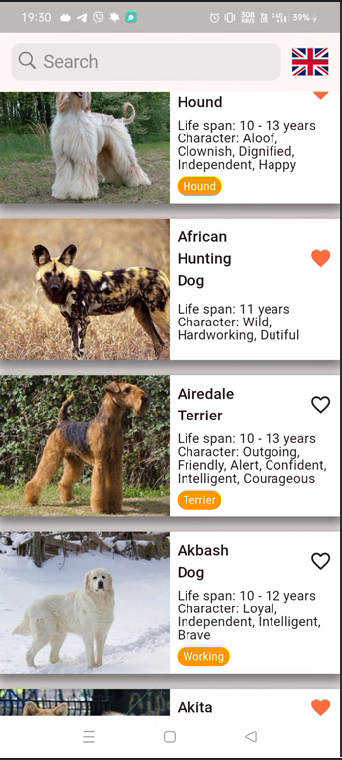 19:30
308
KB/S
39%
Search
Hound
Life span: 10 - 13 years
Character: Aloof,
Clownish, Dignified,
Independent, Happy
Hound
African
Hunting
Dog
Life span: 11 years
Character: Wild,
Hardworking, Dutiful
Airedale
Terrier
Life span: 10 - 13 years
Character: Outgoing,
Friendly, Alert, Confident,
Intelligent, Courageous
Terrier
Akbash
Dog
Life span: 10 - 12 years
Character: Loyal,
Independent, Intelligent,
Brave
Working
Akita